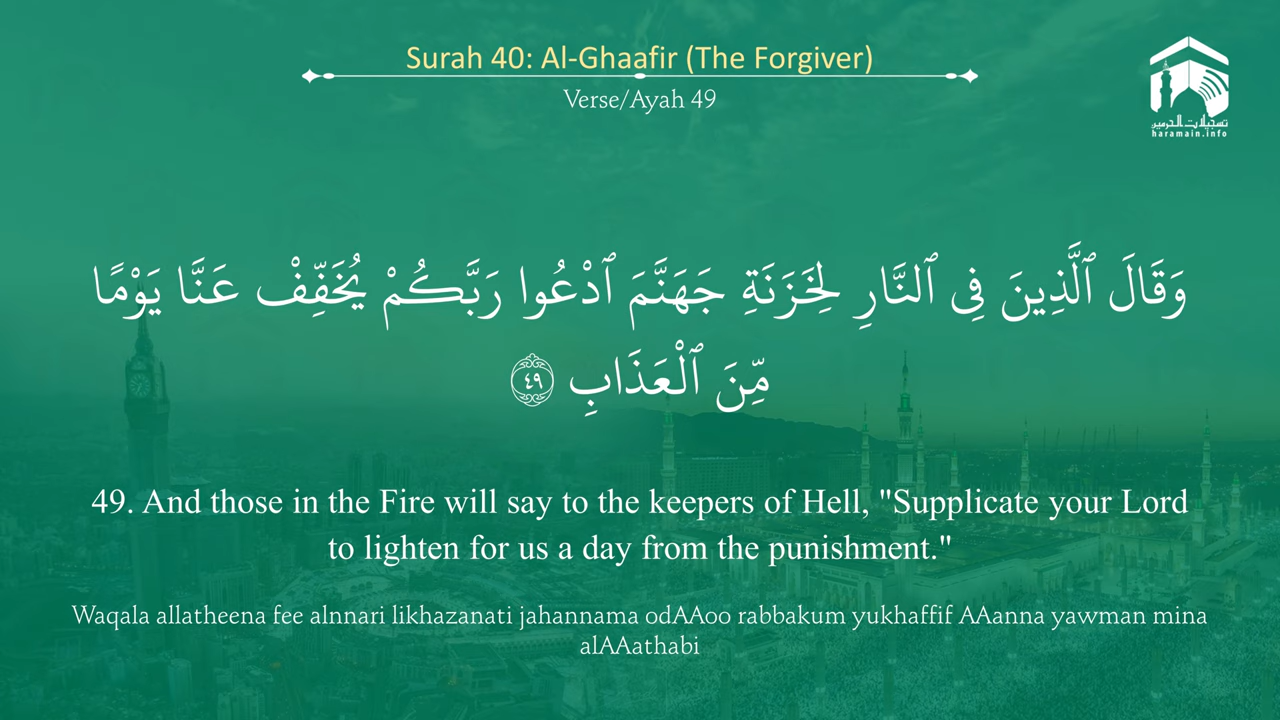 Surah 40: Al-Ghaafir (The Forgiver)
Verse/Ayah 49
تسجيلات الحرمين
haramain.info
وَقَالَ ٱلَّذِينَ فِى ٱلنَّارِ لِخَزَنَةِ جَهَنَّمَ ٱدْعُوا رَبَّكُمْ يُخَفِّفْ عَنَّا يَوْمًا
مِّنَ ٱلْعَذَابِ ٤٩
49. And those in the Fire will say to the keepers of Hell, "Supplicate your Lord
to lighten for us a day from the punishment."
Waqala allatheena fee alnnari likhazanati jahannama odAAoo rabbakum yukhaffif AAanna yawman mina
alAAathabi